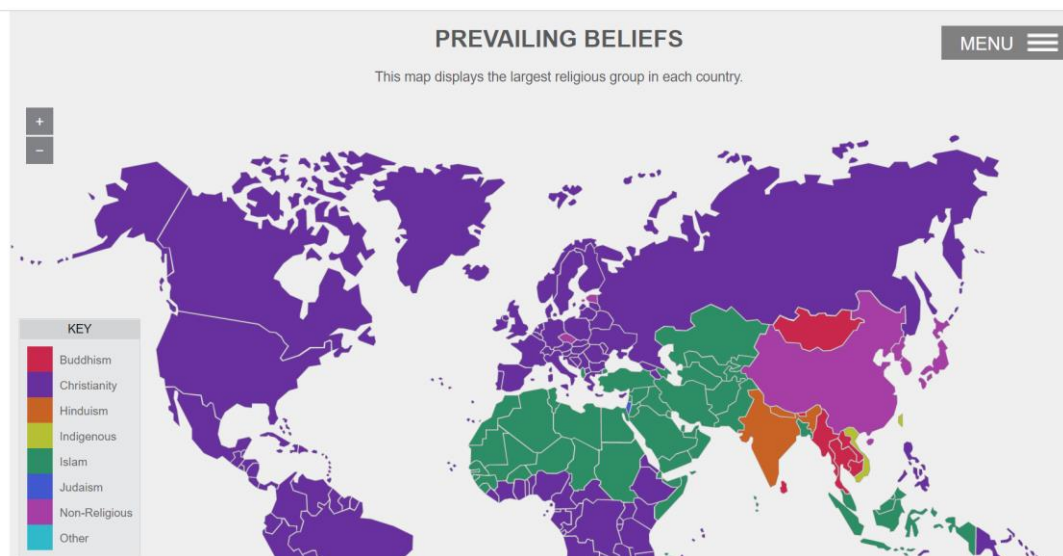 PREVAILING BELIEFS
MENU
This map displays the largest religious group in each country.
+
−
KEY
Buddhism
Christianity
Hinduism
Indigenous
Islam
Judaism
Non-Religious
Other